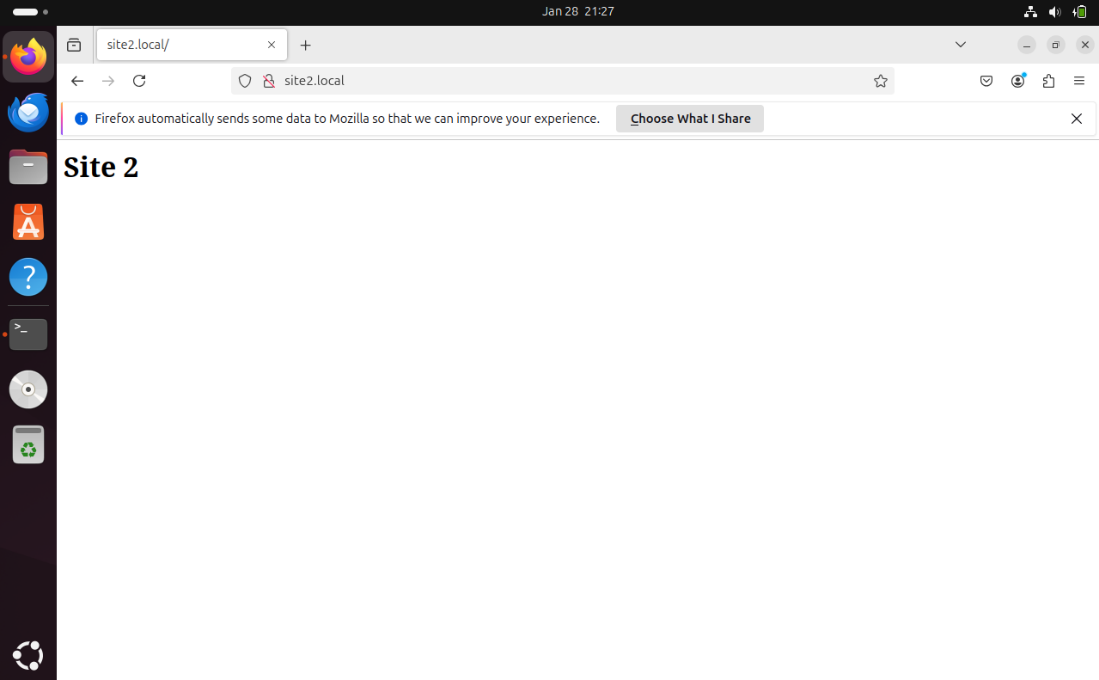 Jan 28 21:27
site2.local/
site2.local
Firefox automatically sends some data to Mozilla so that we can improve your experience. Choose What I Share
Site 2